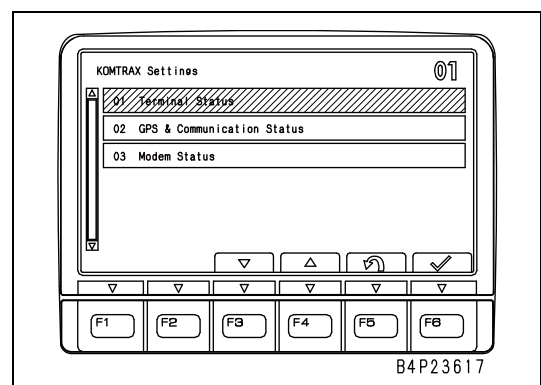 KOMTRAX Settings 01
01 Terminal Status
02 GPS & Communication Status
03 Modem Status
F1 F2 F3 F4 F5 F6
B4P23617